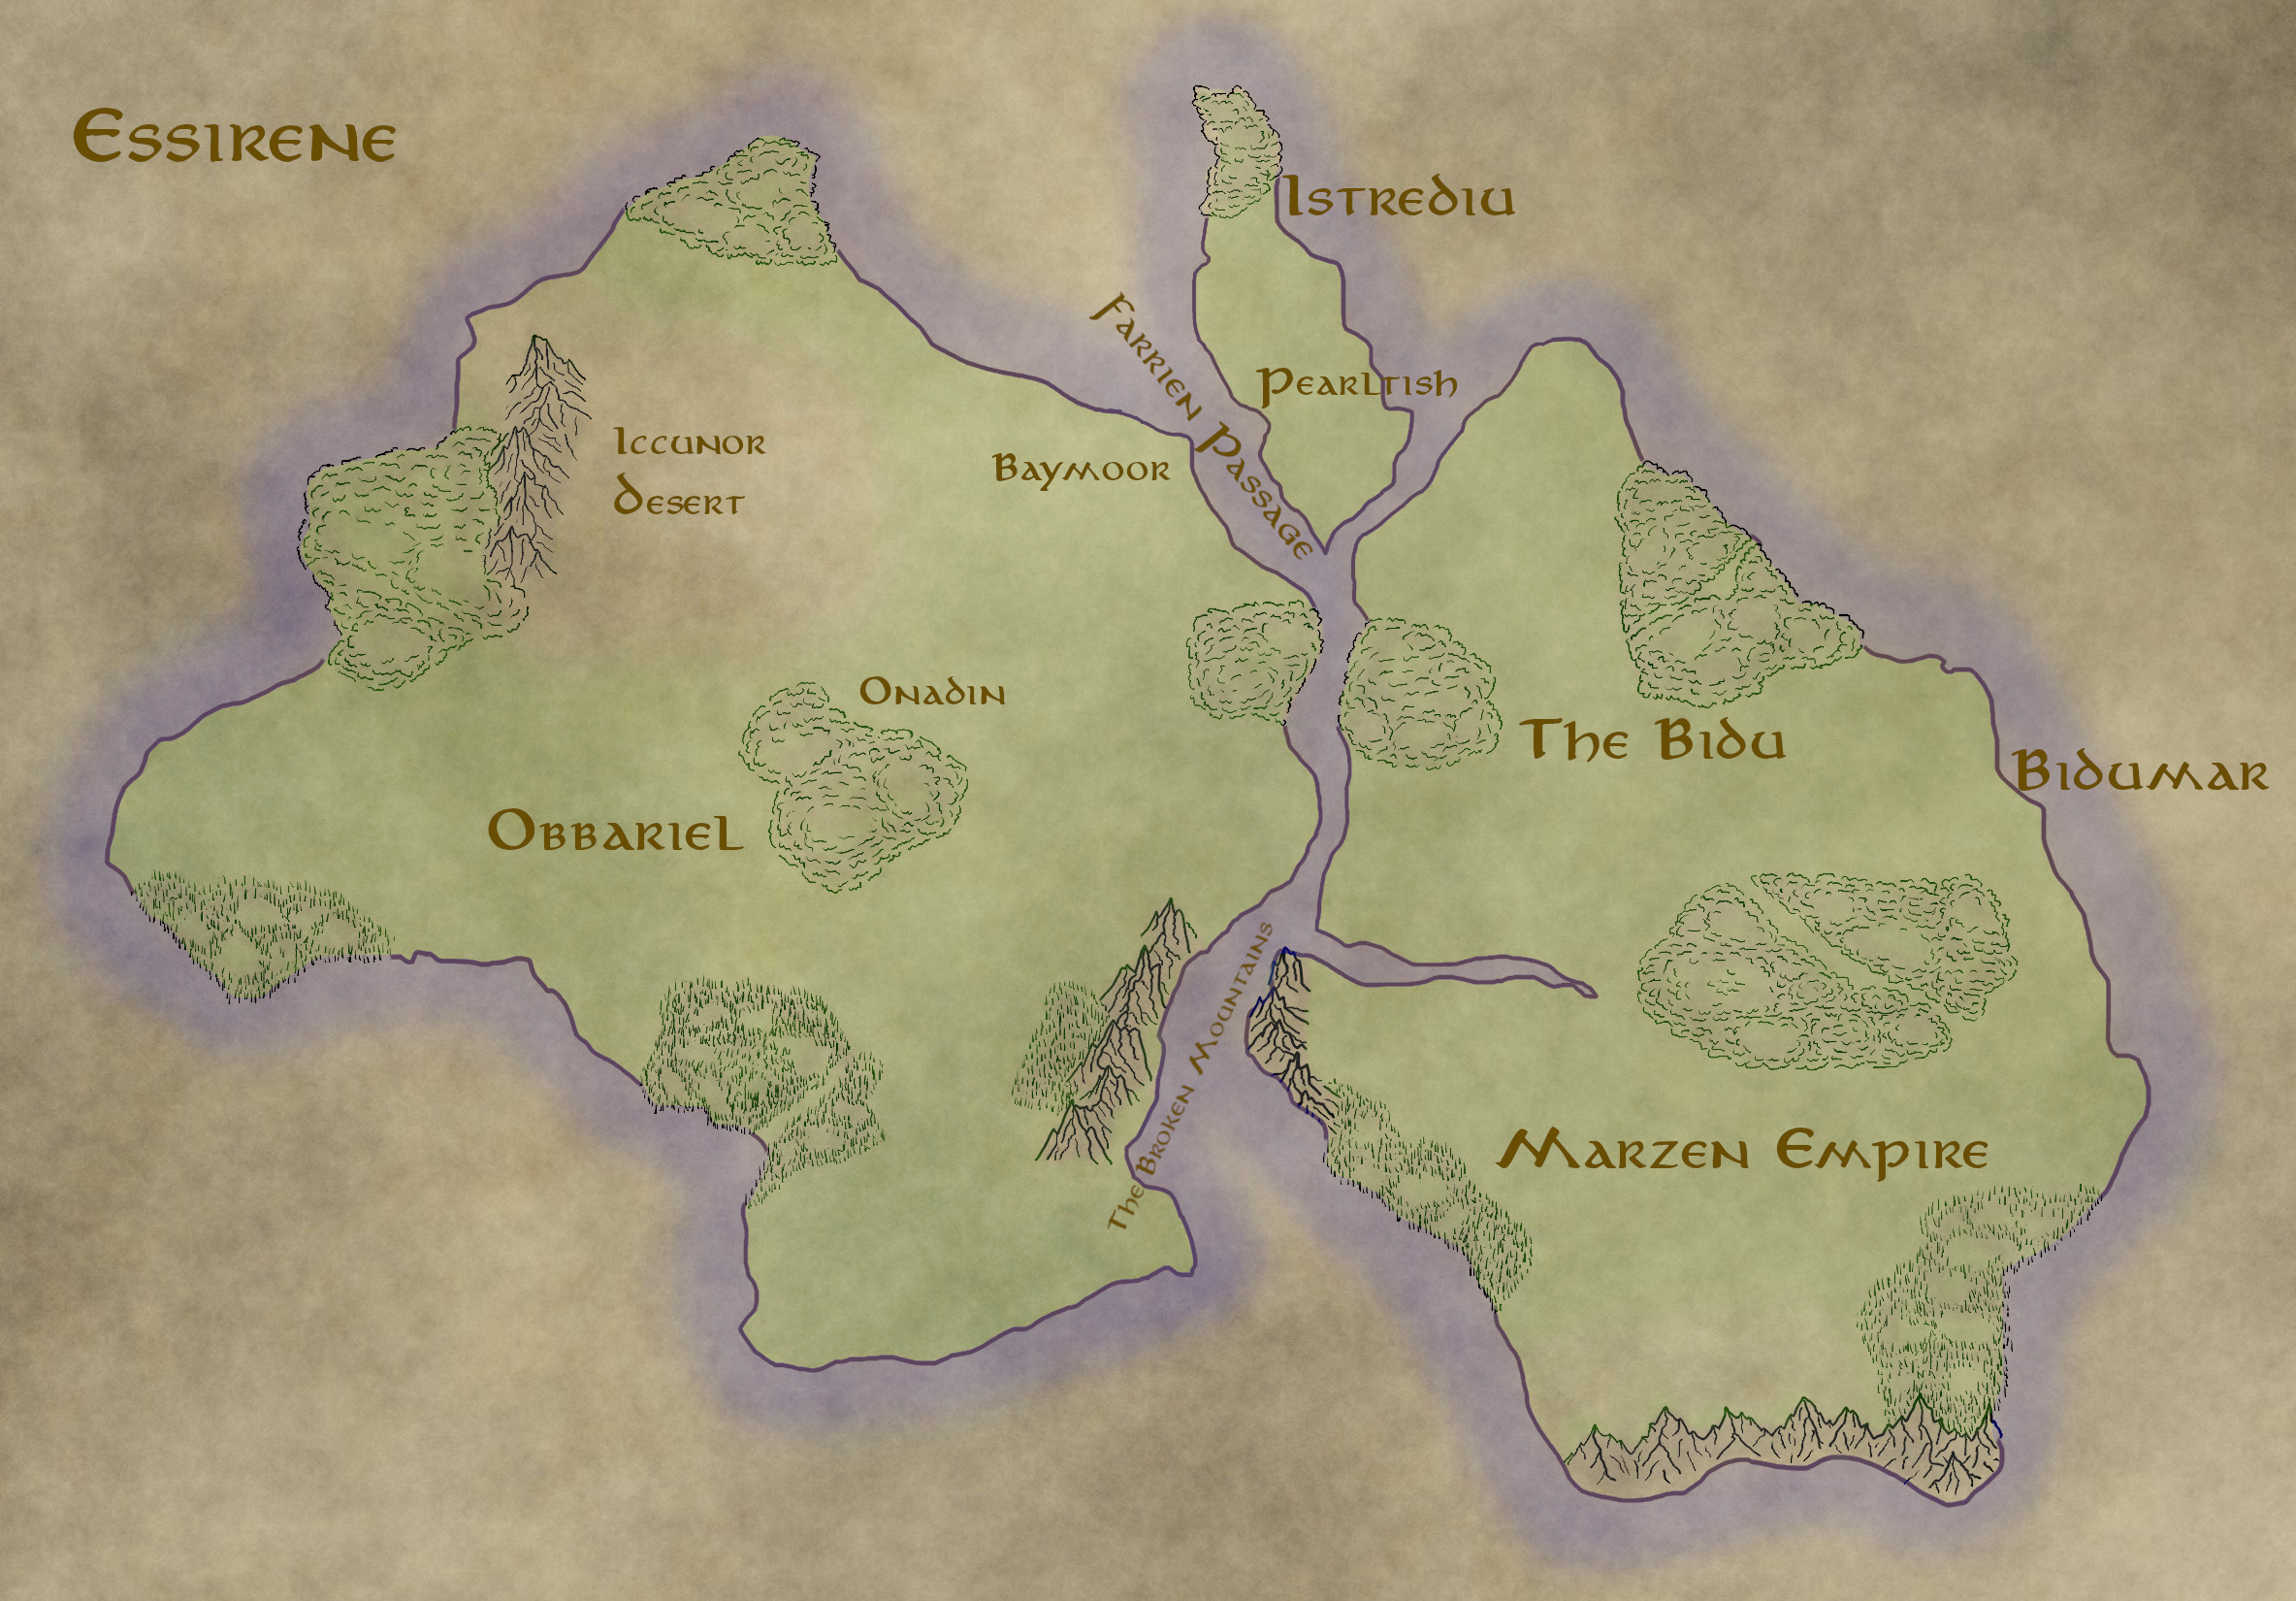 Essirene
Istrediu
Farrien Passage
Pearltish
Iccunor
Desert
Baymoor
Onadin
The Bidu
Bidumar
Obbariel
The Broken Mountains
Marzen Empire